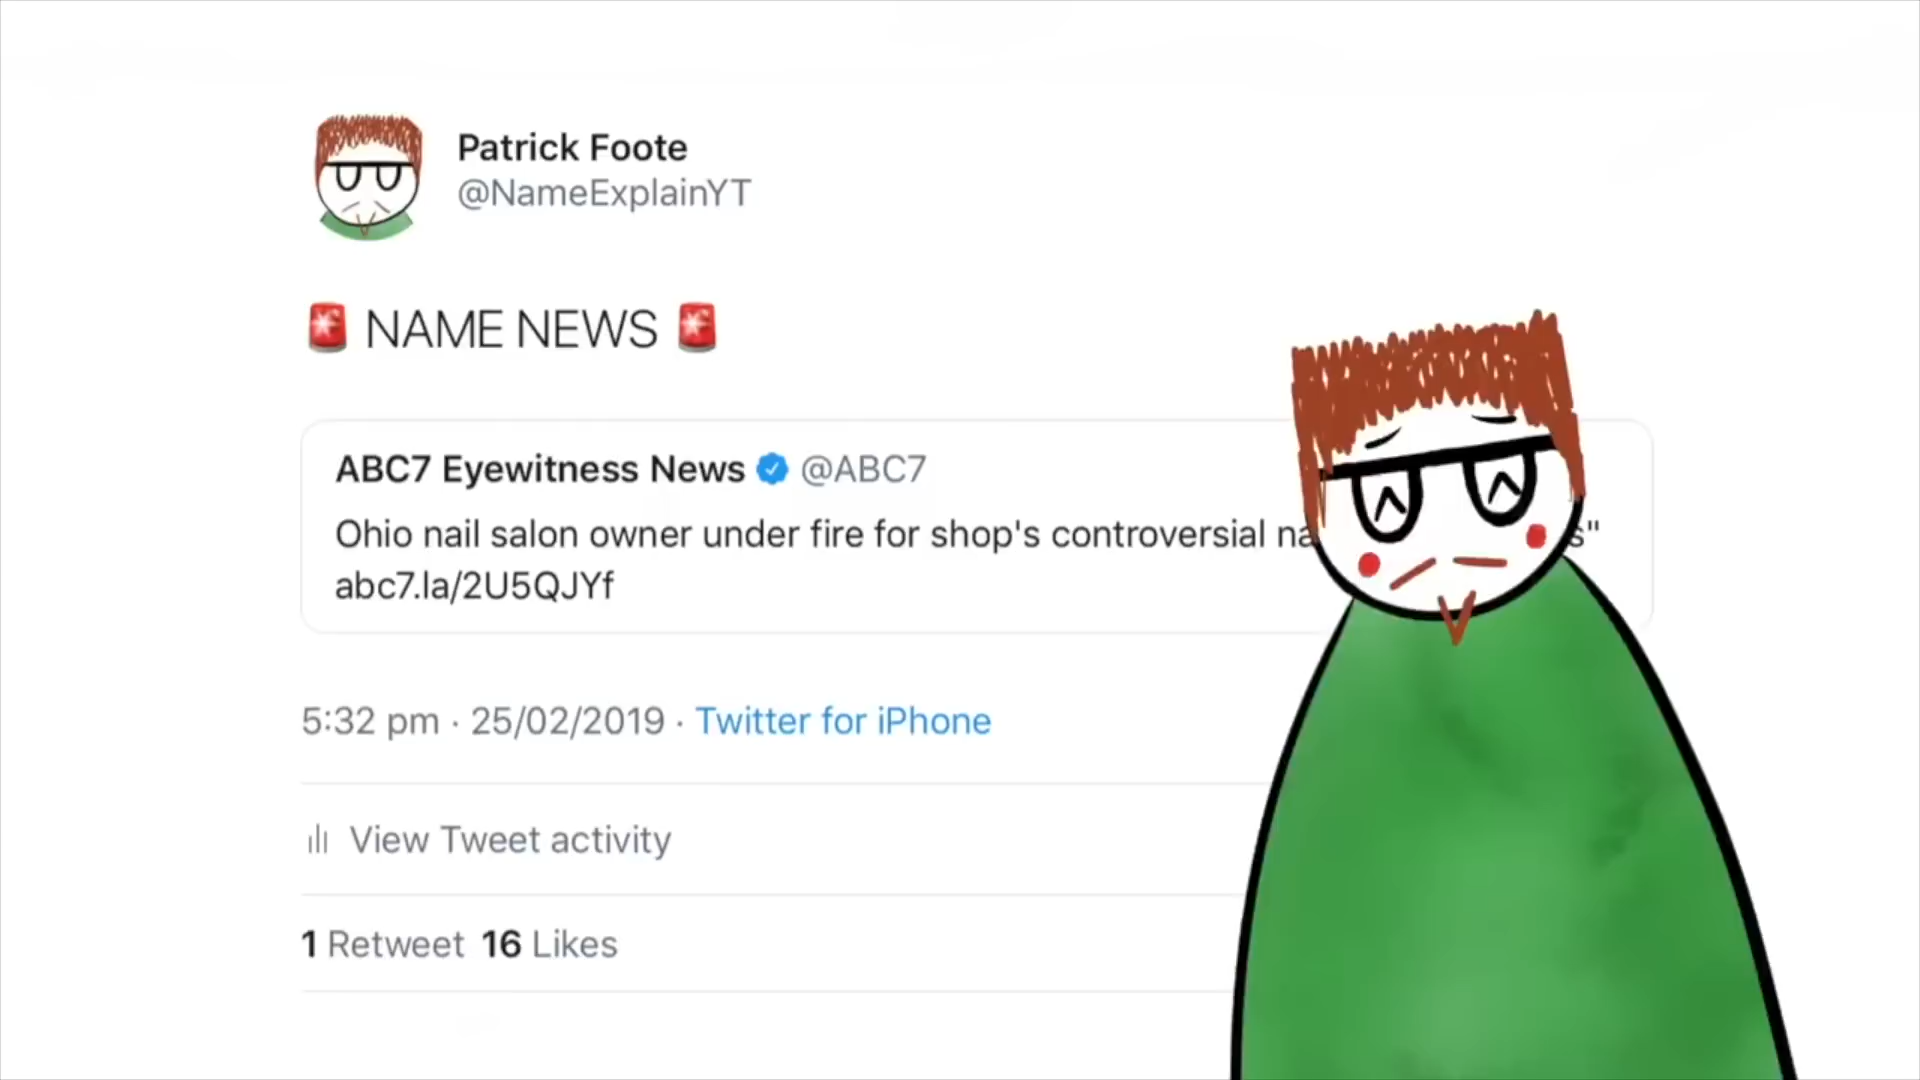 Patrick Foote
@NameExplainYT
🚨 NAME NEWS 🚨
ABC7 Eyewitness News @ABC7
Ohio nail salon owner under fire for shop's controversial
abc7.la/2U5QJYf
5:32 pm · 25/02/2019 · Twitter for iPhone
View Tweet activity
1 Retweet 16 Likes